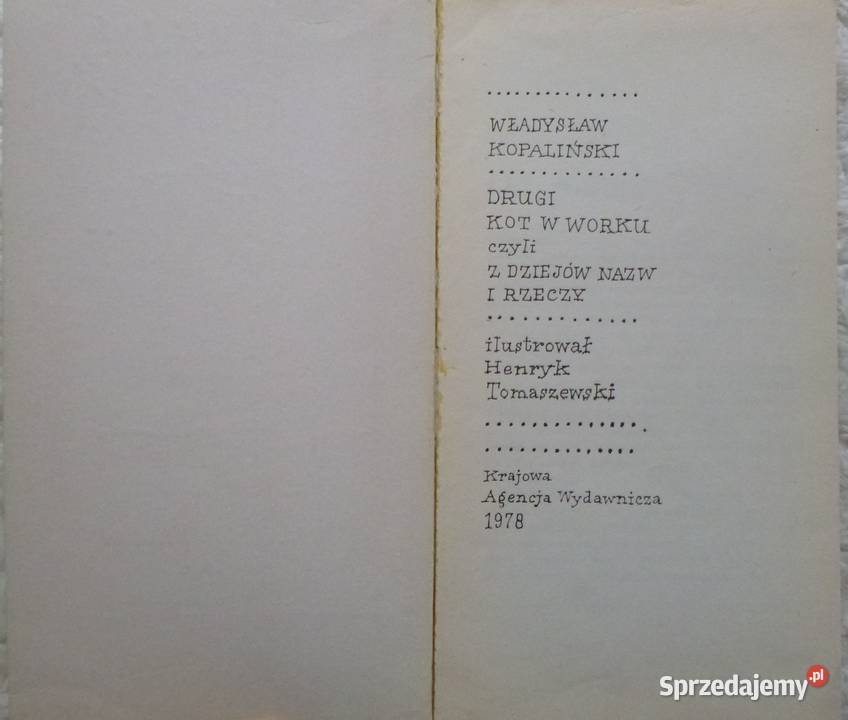 WŁADYSŁAW
KOPALIŃSKI
DRUGI
KOT W WORKU
czyli
Z DZIEJÓW NAZW
I RZECZY
ilustrował
Henryk
Tomaszewski
Krajowa
Agencja Wydawnicza
1978
Sprzedajemy.pl